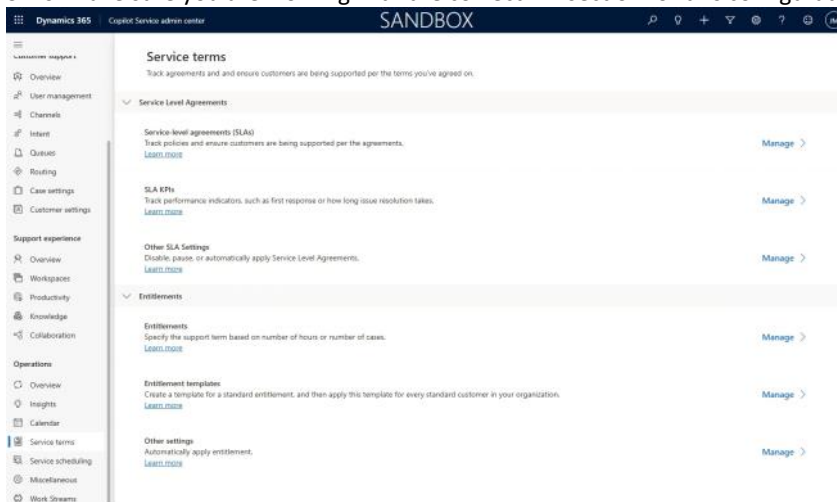 Dynamics 365
Copilot Service admin center
SANDBOX
Overview
User management
Channels
Intent
Queues
Routing
Case settings
Customer settings
Support experience
Overview
Workspaces
Productivity
Knowledge
Collaboration
Operations
Overview
Insights
Calendar
Service terms
Service scheduling
Miscellaneous
Work Streams
Service terms
Track agreements and and ensure customers are being supported per the terms you've agreed on.
Service Level Agreements
Service-level agreements (SLAs)
Track policies and ensure customers are being supported per the agreements.
Learn more
Manage
SLA KPIs
Track performance indicators, such as first response or how long issue resolution takes.
Learn more
Manage
Other SLA Settings
Disable, pause, or automatically apply Service Level Agreements.
Learn more
Manage
Entitlements
Entitlements
Specify the support term based on number of hours or number of cases.
Learn more
Manage
Entitlement templates
Create a template for a standard entitlement, and then apply this template for every standard customer in your organization.
Learn more
Manage
Other settings
Automatically apply entitlement.
Learn more
Manage